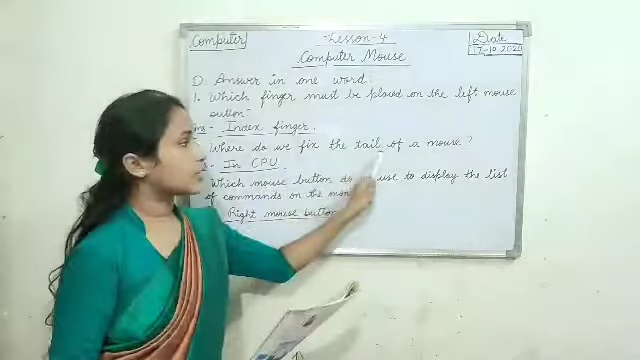 Computer
Lesson-4
Date
17-10-2020
Computer Mouse
D. Answer in one word.
1. Which finger must be placed on the left mouse
button-
Ans- Index finger.
Where do we fix the tail of a mouse?
In CPU.
Which mouse button do use to display the list
of commands on the
Right mouse button